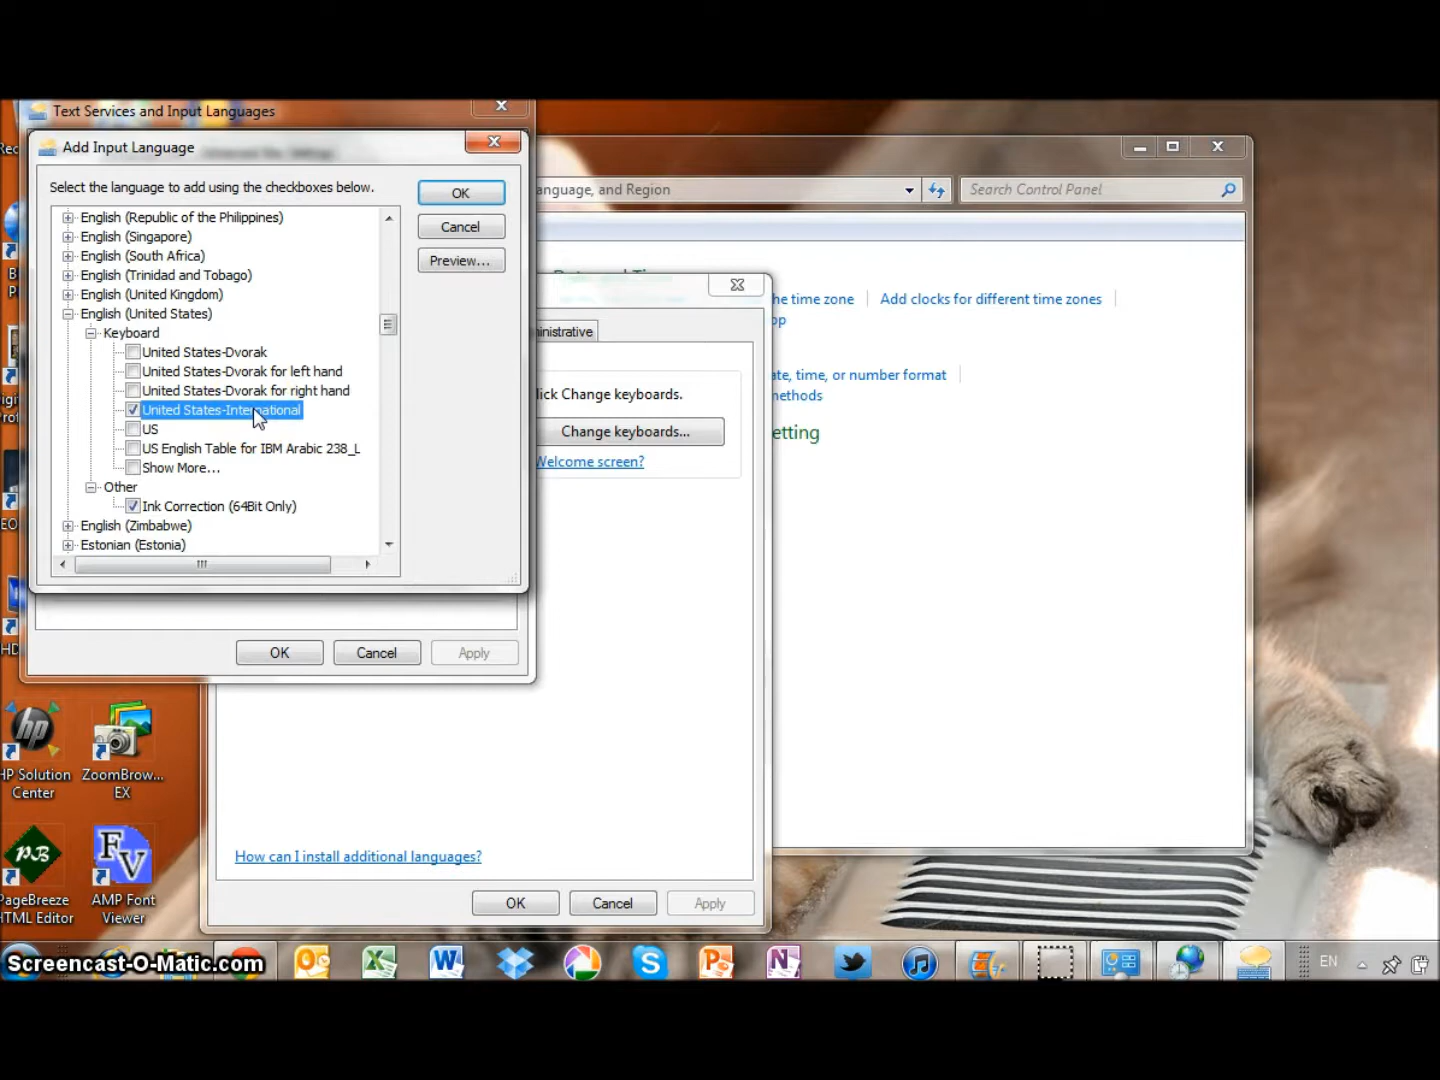 Text Services and Input Languages
Add Input Language
Select the language to add using the checkboxes below.
OK
Cancel
Preview...
English (Republic of the Philippines)
English (Singapore)
English (South Africa)
English (Trinidad and Tobago)
English (United Kingdom)
English (United States)
Keyboard
United States-Dvorak
United States-Dvorak for left hand
United States-Dvorak for right hand
United States-International
US
US English Table for IBM Arabic 238_L
Show More...
Other
Ink Correction (64Bit Only)
English (Zimbabwe)
Estonian (Estonia)
OK
Cancel
Apply
anguage, and Region
Search Control Panel
he time zone
Add clocks for different time zones
op
ate, time, or number format
nethods
etting
ninistrative
lick Change keyboards.
Change keyboards...
Welcome screen?
How can I install additional languages?
OK
Cancel
Apply
HP Solution
Center
ZoomBrow...
EX
PageBreeze
HTML Editor
AMP Font
Viewer
Screencast-O-Matic.com
EN